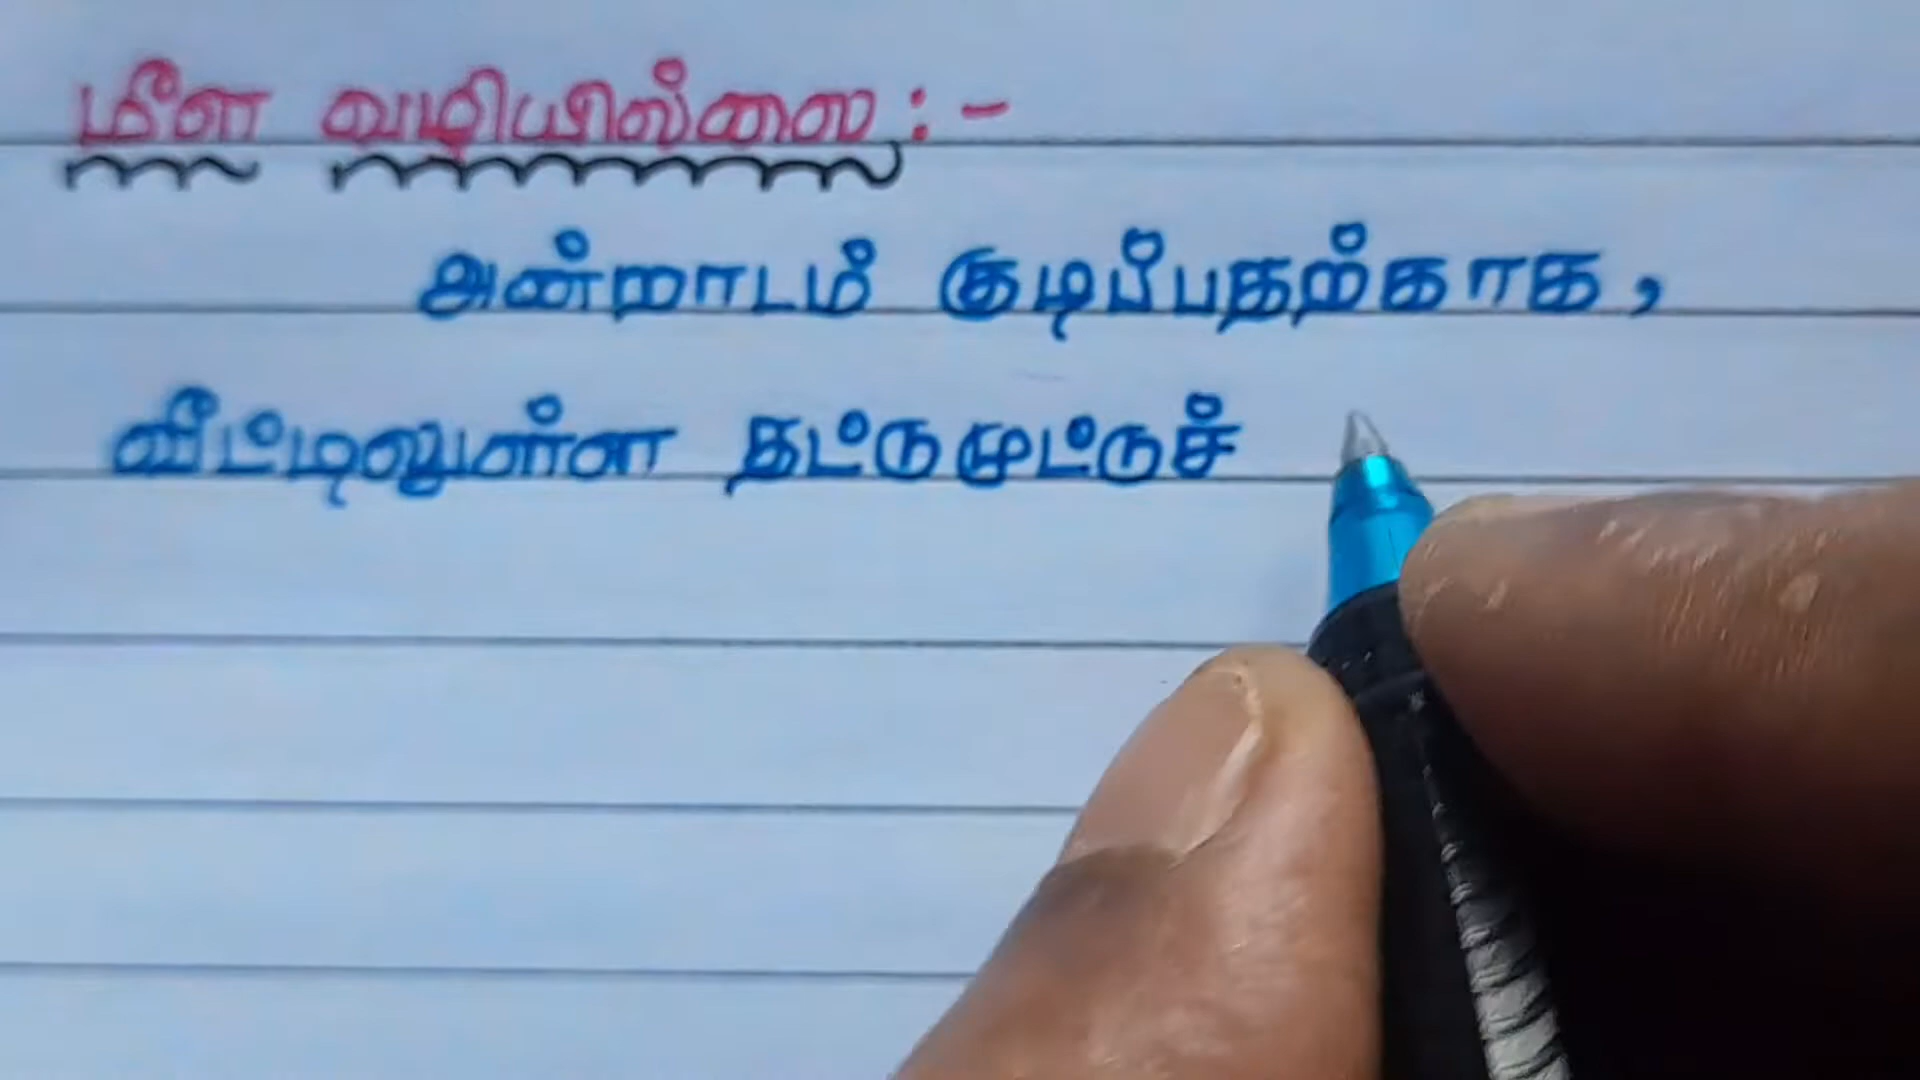 மீள வழியில்லை :-
அன்றாடம் குடிப்பதற்காக,
வீட்டிலுள்ள தட்டுமுட்டுச்